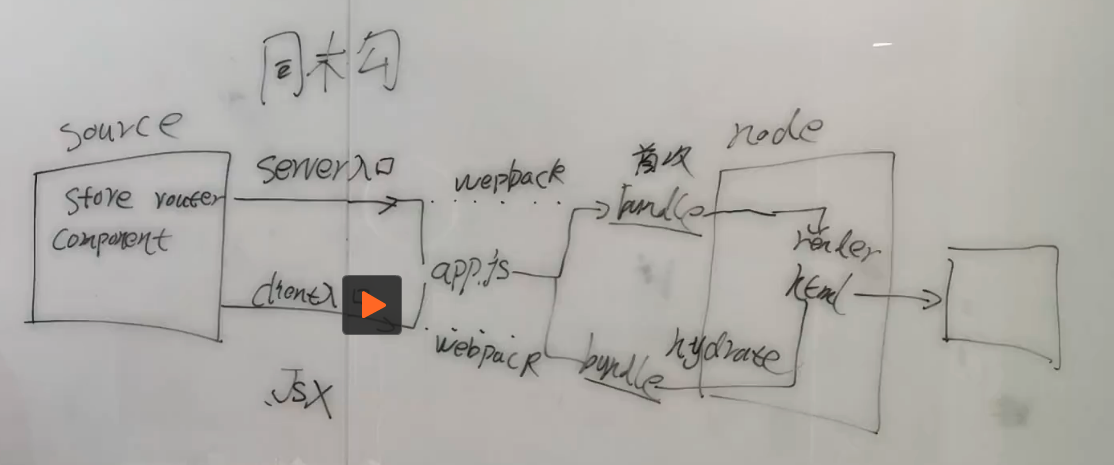 同构
source
server入口
wepback
首次
node
store router
component
bundle
render
app.js
html
client入口
webpack
hydrate
bundle
JSX